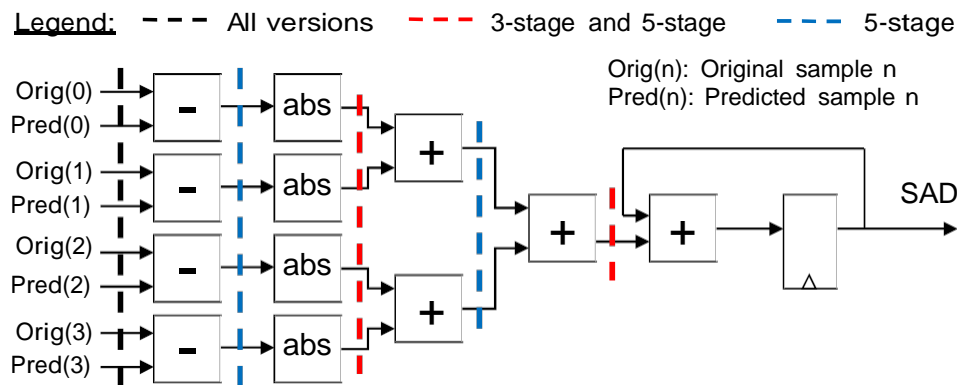 Legend: All versions 3-stage and 5-stage 5-stage
Orig(n): Original sample n
Pred(n): Predicted sample n
Orig(0)
Pred(0)
- abs
+
Orig(1)
Pred(1)
- abs
SAD
+ +
Orig(2)
Pred(2)
- abs
+
Orig(3)
Pred(3)
- abs